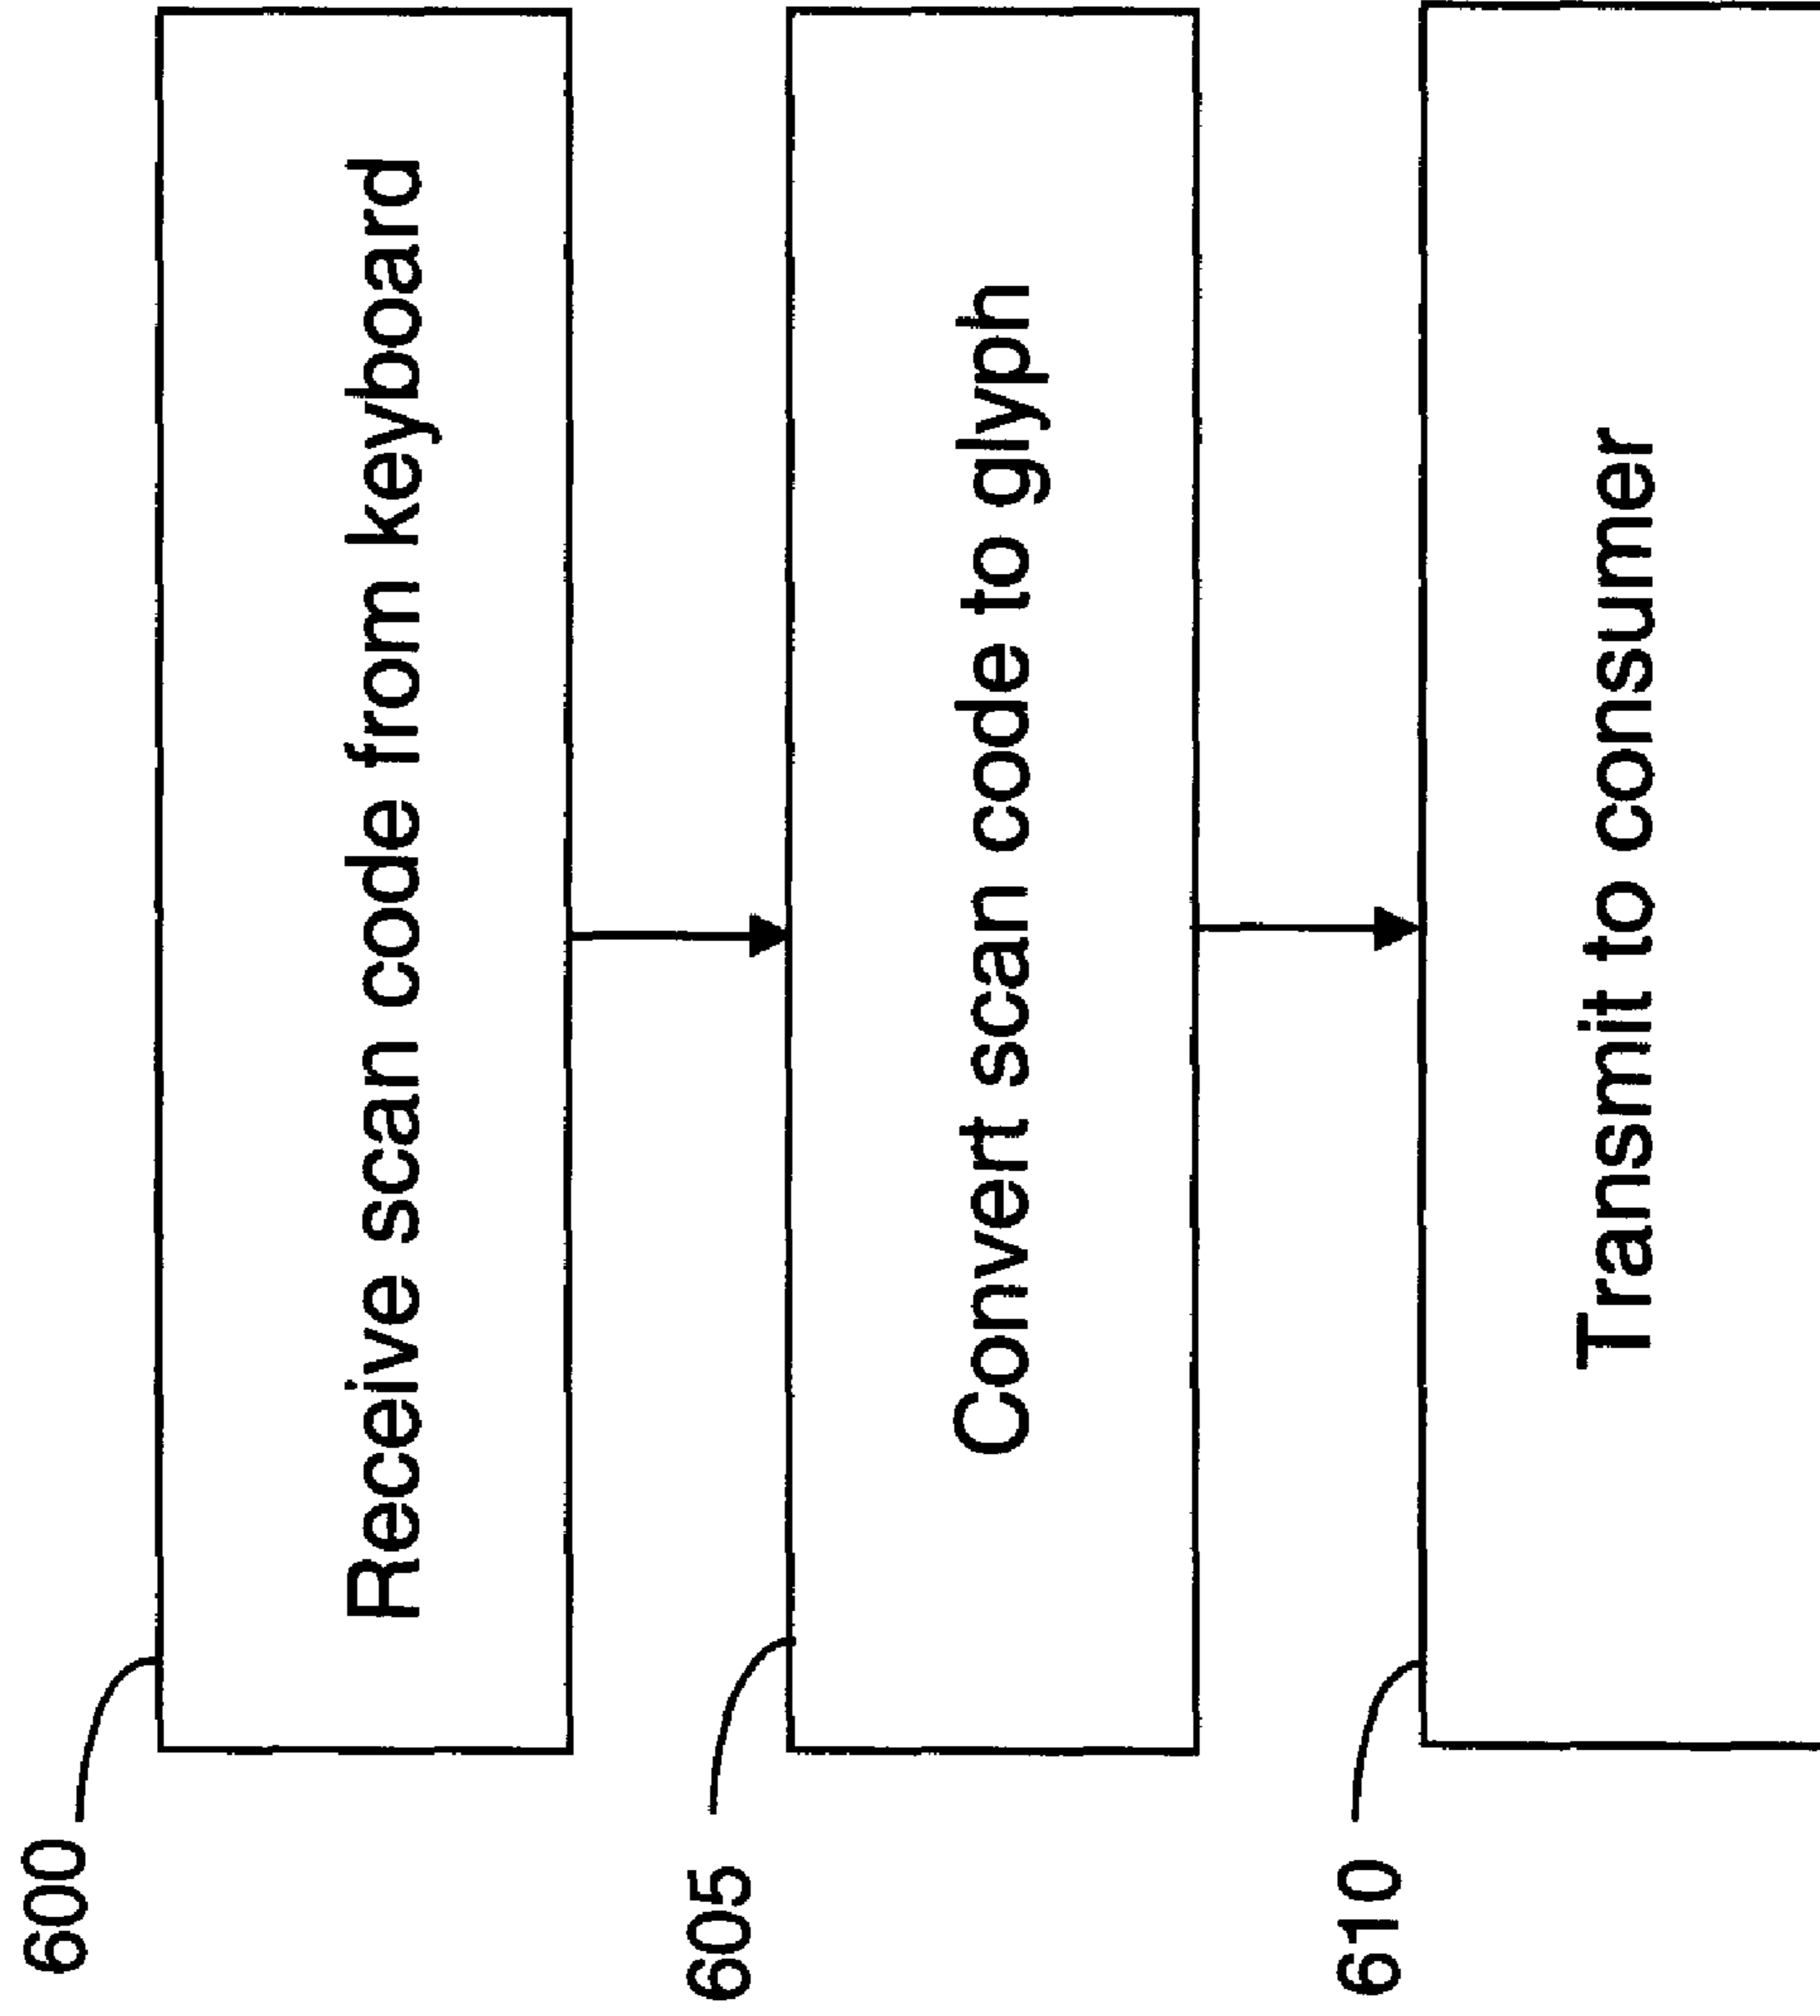 600
Receive scan code from keyboard
605
Convert scan code to glyph
610
Transmit to consumer